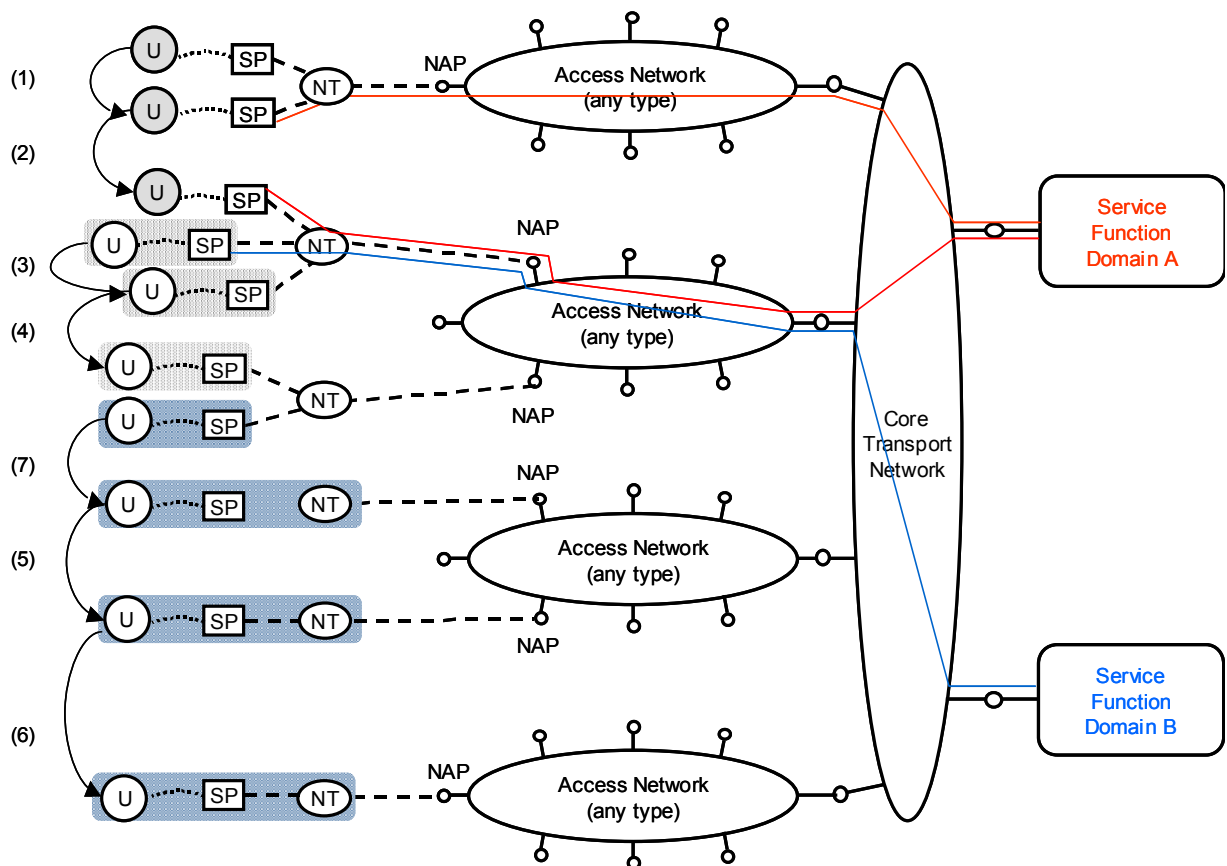 U
SP
(1)
NT
NAP
Access Network
(any type)
U
SP
(2)
U
SP
NAP
Service
Function
Domain A
U
SP
NT
(3)
U
SP
Access Network
(any type)
(4)
U
SP
NT
NAP
U
SP
Core
Transport
Network
(7)
NAP
U
SP
NT
Access Network
(any type)
(5)
U
SP
NT
NAP
Service
Function
Domain B
(6)
NAP
U
SP
NT
Access Network
(any type)